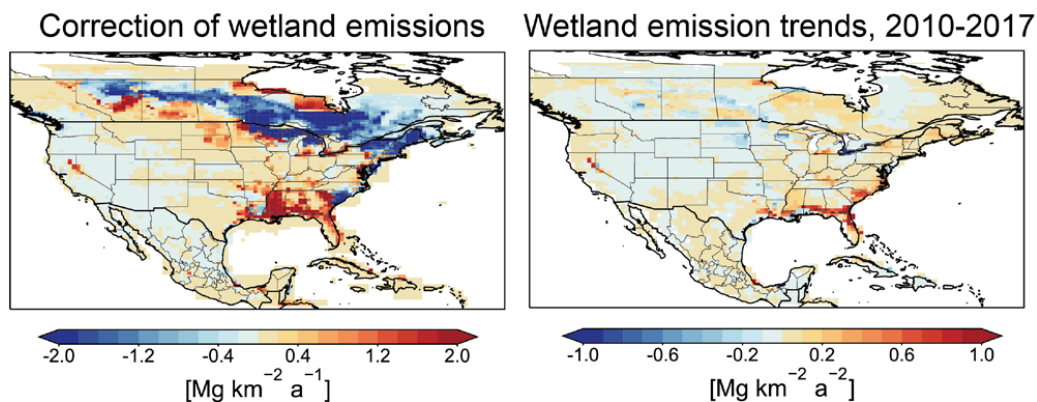 Correction of wetland emissions
Wetland emission trends, 2010-2017
-2.0 -1.2 -0.4 0.4 1.2 2.0
-1.0 -0.6 -0.2 0.2 0.6 1.0
[Mg km⁻² a⁻¹]
[Mg km⁻² a⁻²]